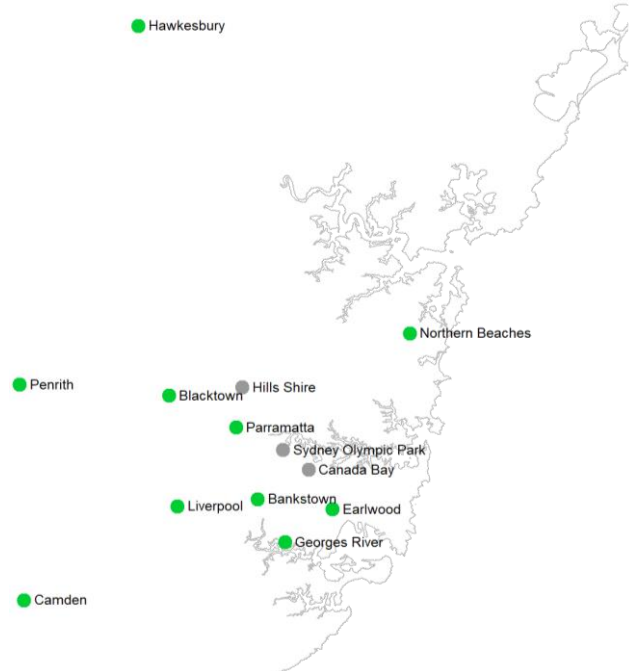 Hawkesbury
Northern Beaches
Penrith
Hills Shire
Blacktown
Parramatta
Sydney Olympic Park
Canada Bay
Bankstown
Liverpool
Earlwood
Georges River
Camden